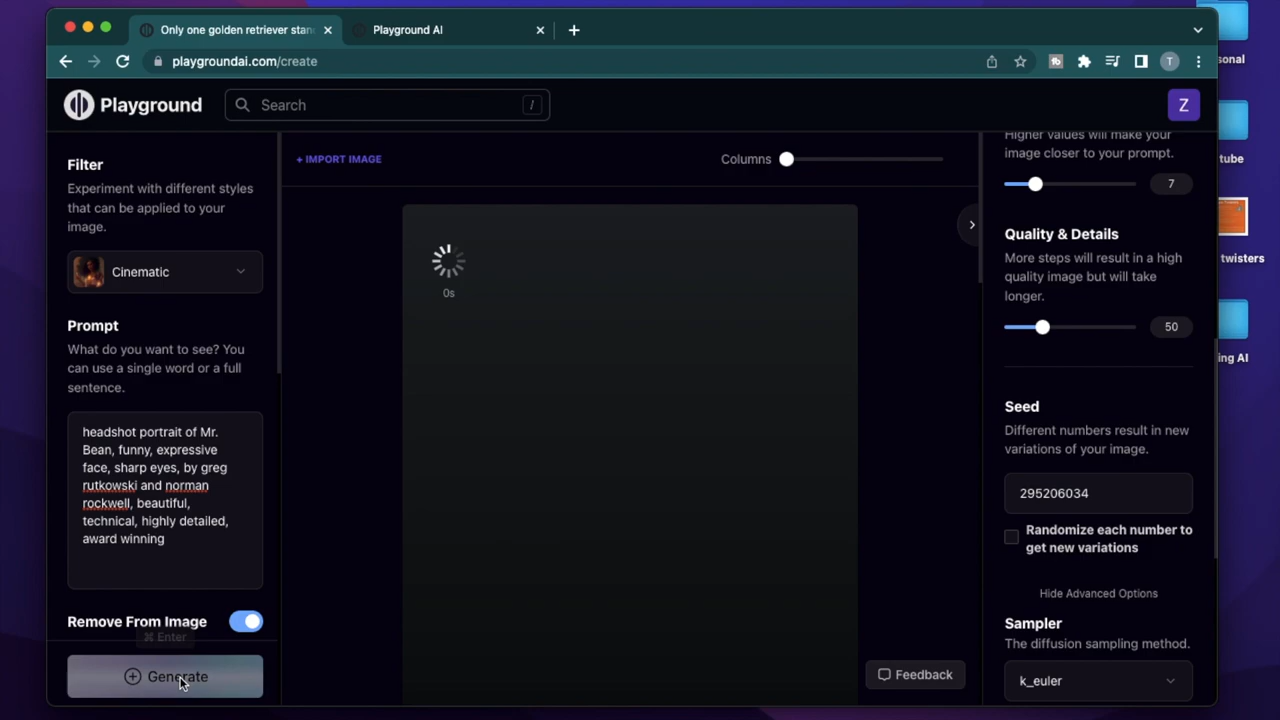 Only one golden retriever stan
Playground AI
playgroundai.com/create
T
Playground
Search
/
Z
Filter
Experiment with different styles
that can be applied to your
image.
Cinematic
Prompt
What do you want to see? You
can use a single word or a full
sentence.
headshot portrait of Mr.
Bean, funny, expressive
face, sharp eyes, by greg
rutkowski and norman
rockwell, beautiful,
technical, highly detailed,
award winning
Remove From Image
⌘ Enter
Generate
+ IMPORT IMAGE
Columns
0s
Feedback
Higher values will make your
image closer to your prompt.
7
Quality & Details
More steps will result in a high
quality image but will take
longer.
50
Seed
Different numbers result in new
variations of your image.
295206034
Randomize each number to
get new variations
Hide Advanced Options
Sampler
The diffusion sampling method.
k_euler
sonal
tube
twisters
ing AI